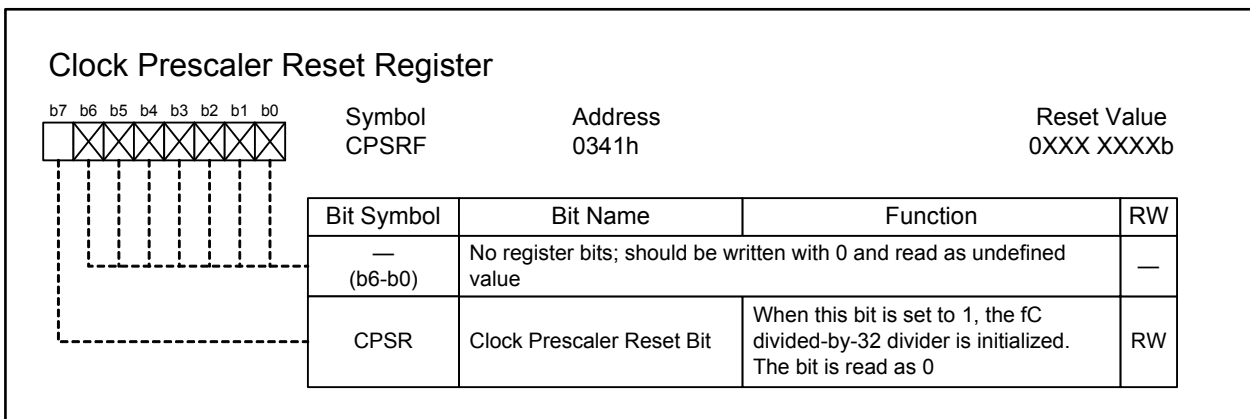 Clock Prescaler Reset Register
b7 b6 b5 b4 b3 b2 b1 b0
Symbol Address Reset Value
CPSRF 0341h 0XXX XXXXb
Bit Symbol Bit Name Function RW
—
(b6-b0)
No register bits; should be written with 0 and read as undefined
value
—
CPSR
Clock Prescaler Reset Bit
When this bit is set to 1, the fC
divided-by-32 divider is initialized.
The bit is read as 0
RW